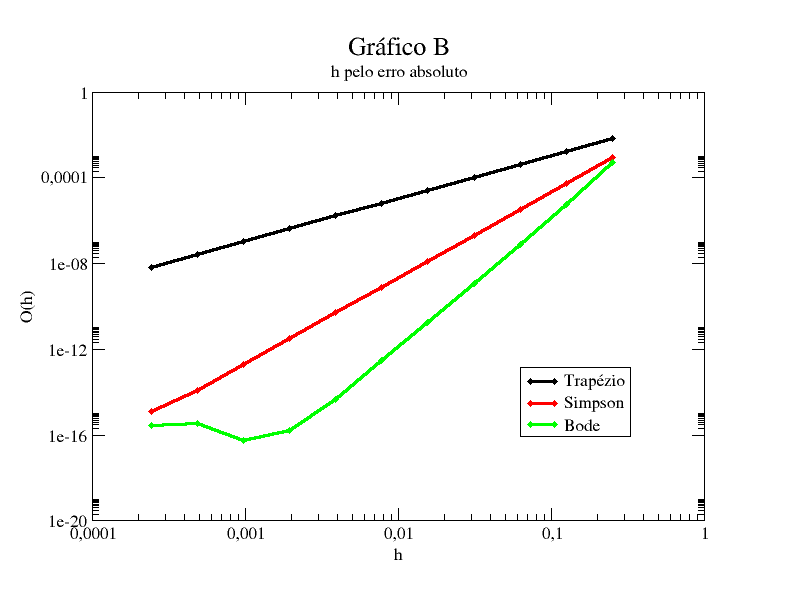 Gráfico B
h pelo erro absoluto
1
0,0001
1e-08
1e-12
1e-16
1e-20
O(h)
Trapézio
Simpson
Bode
0,0001 0,001 0,01 0,1 1
h